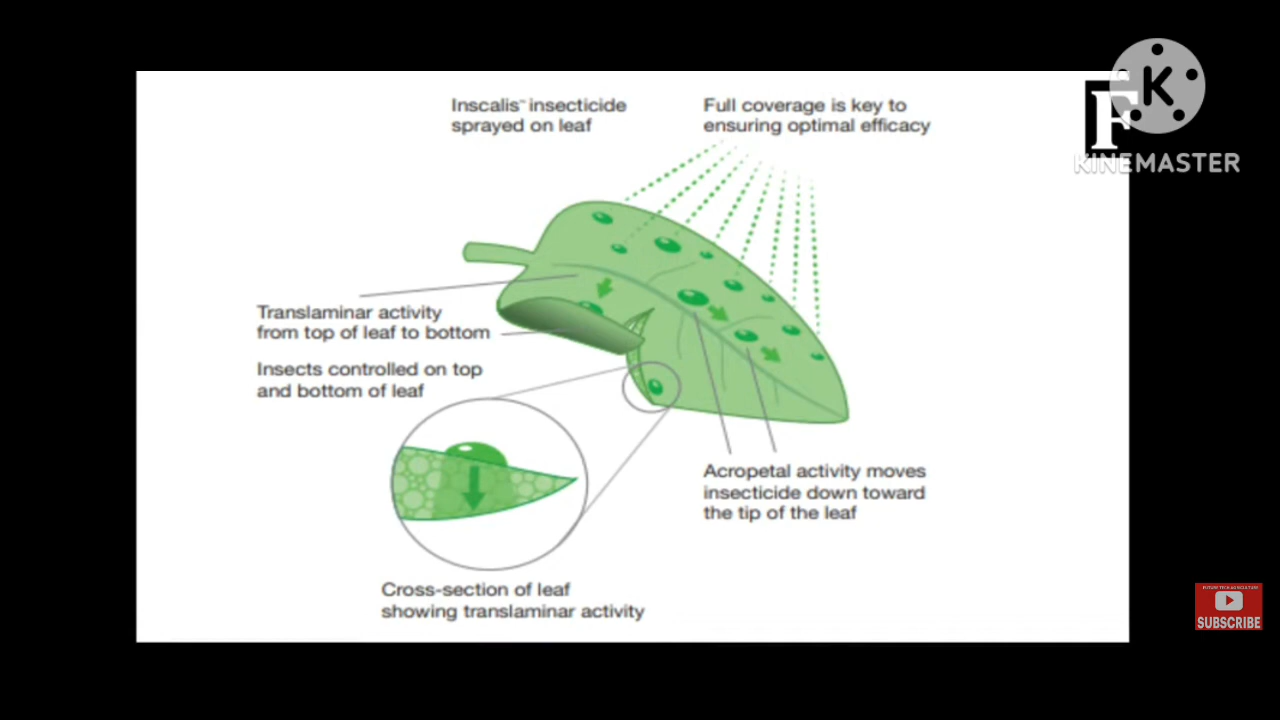 Inscalis™ insecticide
sprayed on leaf
Full coverage is key to
ensuring optimal efficacy
F
K
KINEMASTER
Translaminar activity
from top of leaf to bottom
Insects controlled on top
and bottom of leaf
Acropetal activity moves
insecticide down toward
the tip of the leaf
Cross-section of leaf
showing translaminar activity
SUBSCRIBE